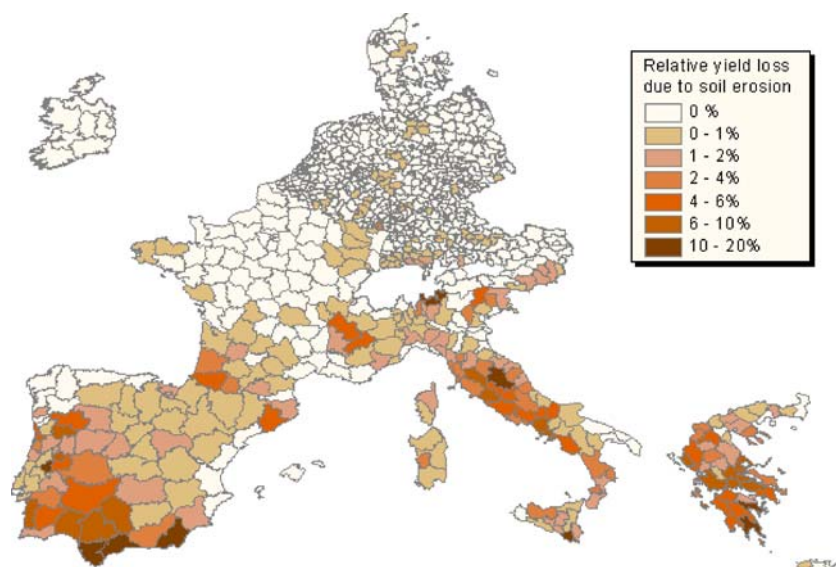 Relative yield loss
due to soil erosion
0 %
0 - 1%
1 - 2%
2 - 4%
4 - 6%
6 - 10%
10 - 20%